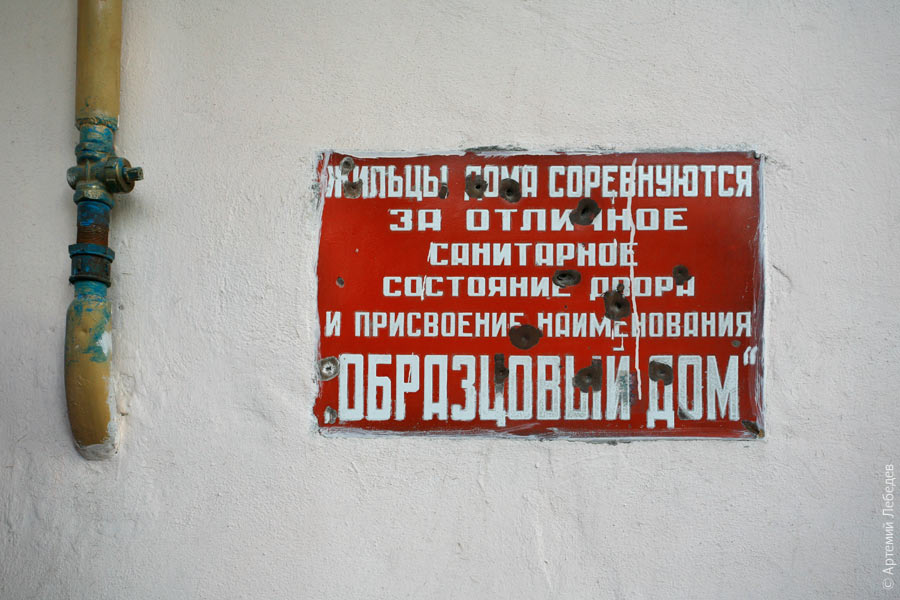 ЖИЛЬЦЫ ДОМА СОРЕВНУЮТСЯ
ЗА ОТЛИЧНОЕ
САНИТАРНОЕ
СОСТОЯНИЕ ДВОРА
И ПРИСВОЕНИЕ НАИМЕНОВАНИЯ
"ОБРАЗЦОВЫЙ ДОМ"
© Артемий Лебедев